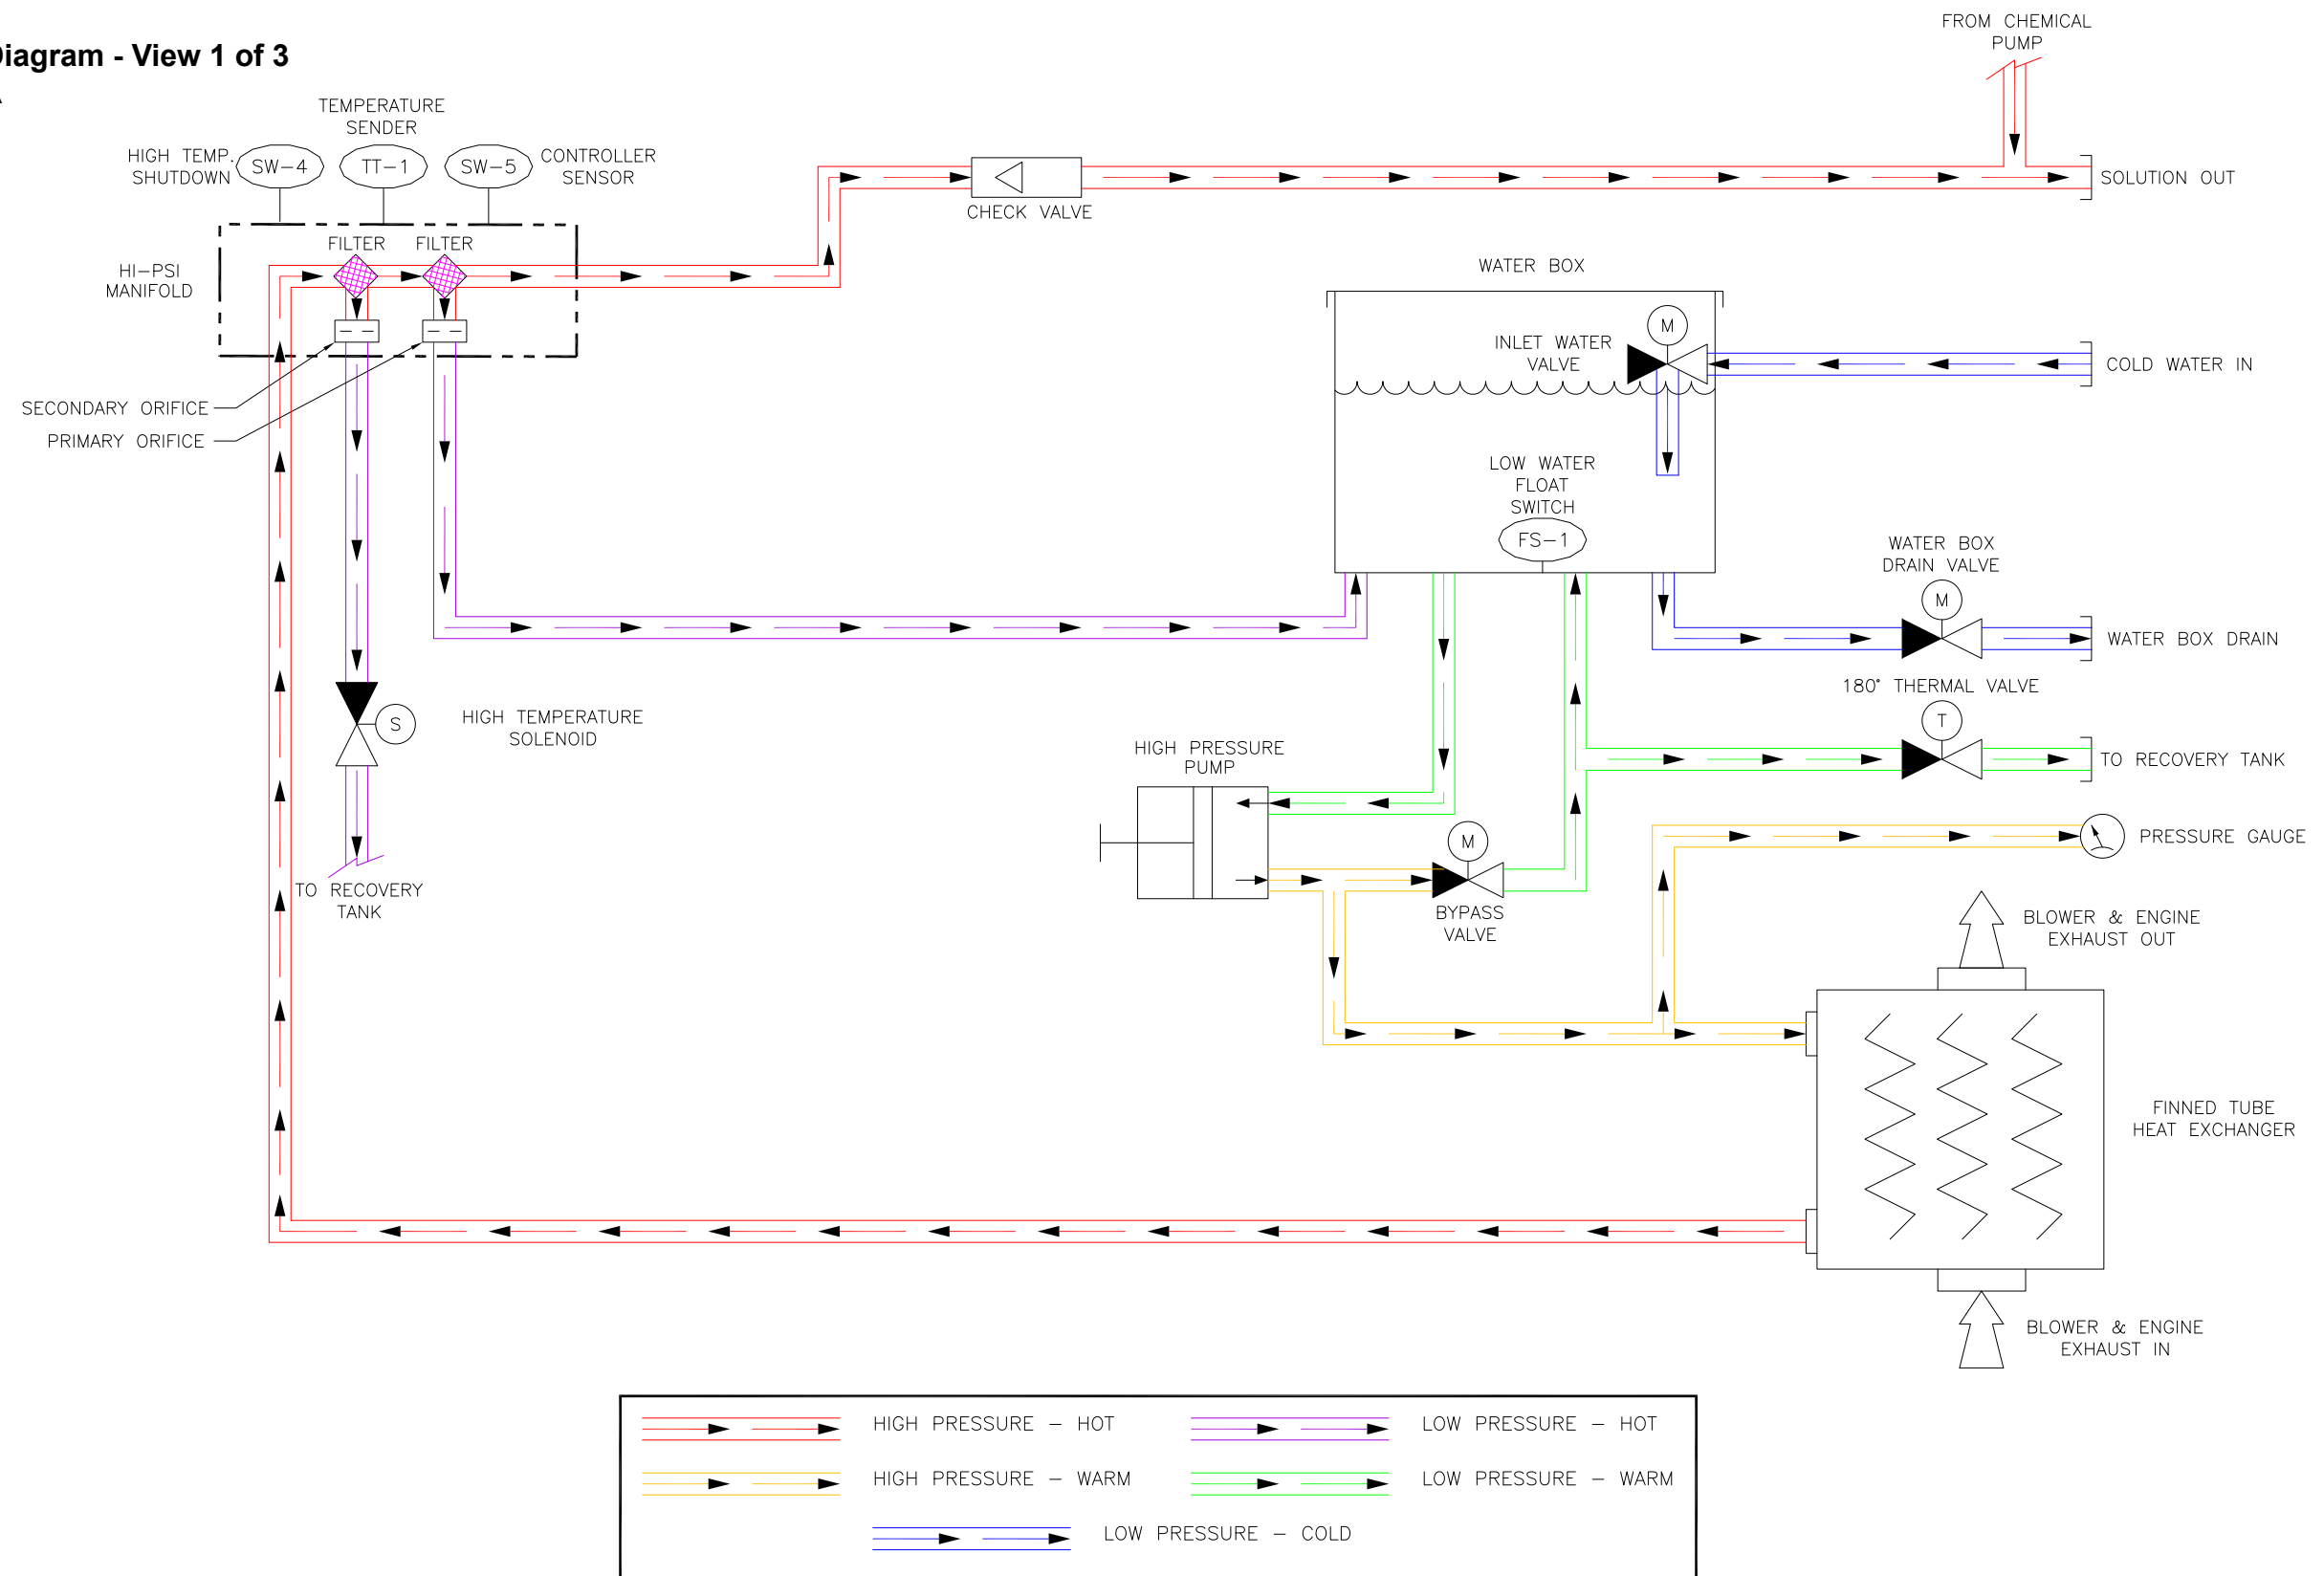 Diagram - View 1 of 3
FROM CHEMICAL
PUMP
TEMPERATURE
SENDER
HIGH TEMP.
SHUTDOWN
SW-4
TT-1
SW-5
CONTROLLER
SENSOR
SOLUTION OUT
CHECK VALVE
FILTER
FILTER
HI-PSI
MANIFOLD
WATER BOX
M
INLET WATER
VALVE
COLD WATER IN
SECONDARY ORIFICE
PRIMARY ORIFICE
LOW WATER
FLOAT
SWITCH
FS-1
WATER BOX
DRAIN VALVE
M
WATER BOX DRAIN
180° THERMAL VALVE
T
TO RECOVERY TANK
S
HIGH TEMPERATURE
SOLENOID
HIGH PRESSURE
PUMP
M
BYPASS
VALVE
PRESSURE GAUGE
TO RECOVERY
TANK
BLOWER & ENGINE
EXHAUST OUT
FINNED TUBE
HEAT EXCHANGER
BLOWER & ENGINE
EXHAUST IN
HIGH PRESSURE - HOT
LOW PRESSURE - HOT
HIGH PRESSURE - WARM
LOW PRESSURE - WARM
LOW PRESSURE - COLD